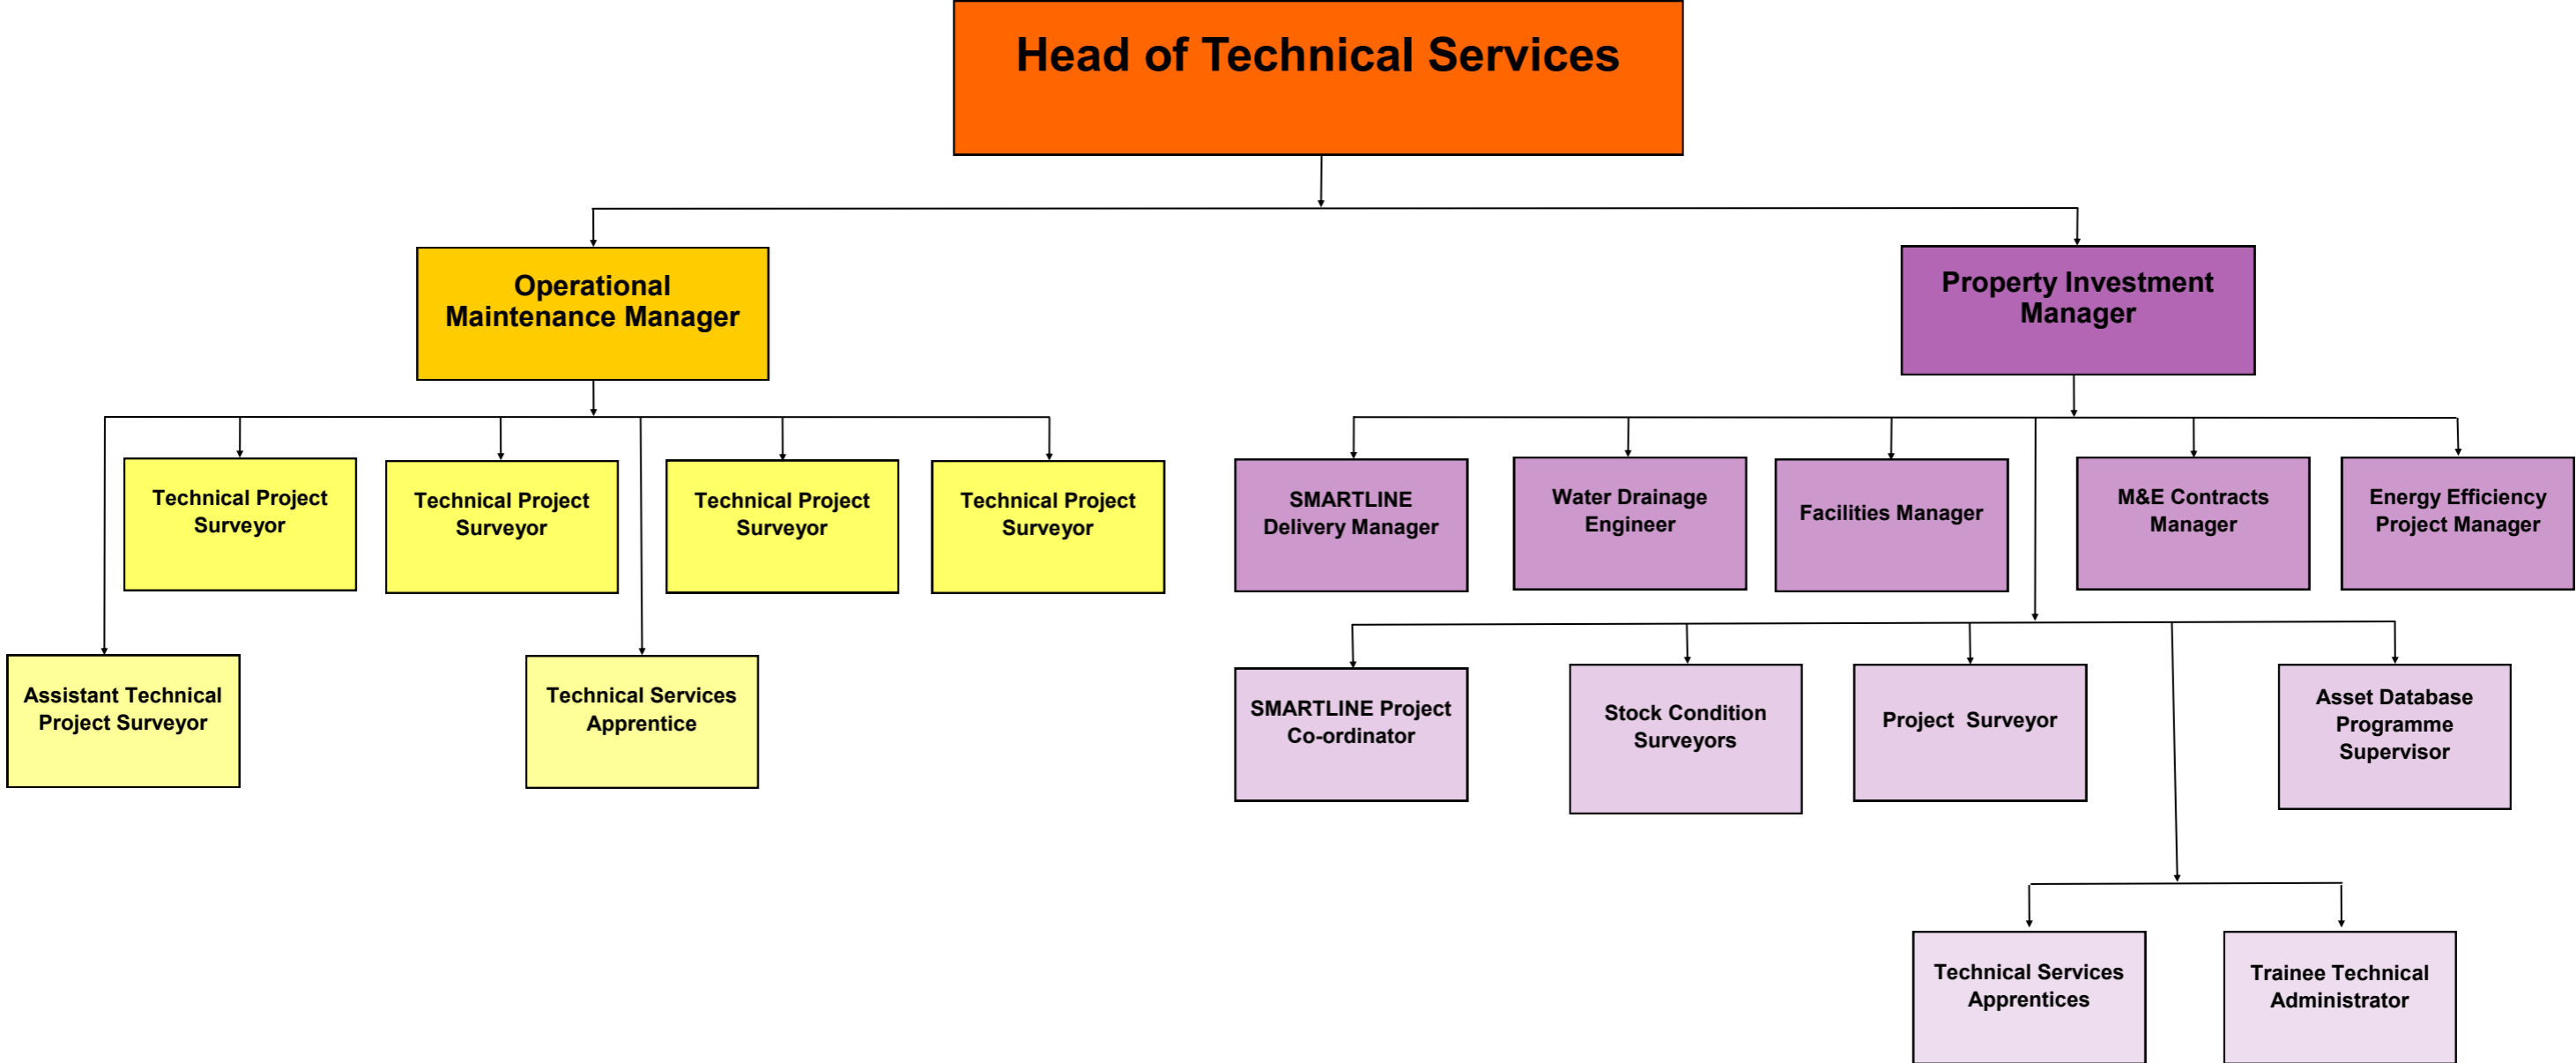 Head of Technical Services
Operational
Maintenance Manager
Property Investment
Manager
Technical Project
Surveyor
Technical Project
Surveyor
Technical Project
Surveyor
Technical Project
Surveyor
SMARTLINE
Delivery Manager
Water Drainage
Engineer
Facilities Manager
M&E Contracts
Manager
Energy Efficiency
Project Manager
Assistant Technical
Project Surveyor
Technical Services
Apprentice
SMARTLINE Project
Co-ordinator
Stock Condition
Surveyors
Project Surveyor
Asset Database
Programme
Supervisor
Technical Services
Apprentices
Trainee Technical
Administrator